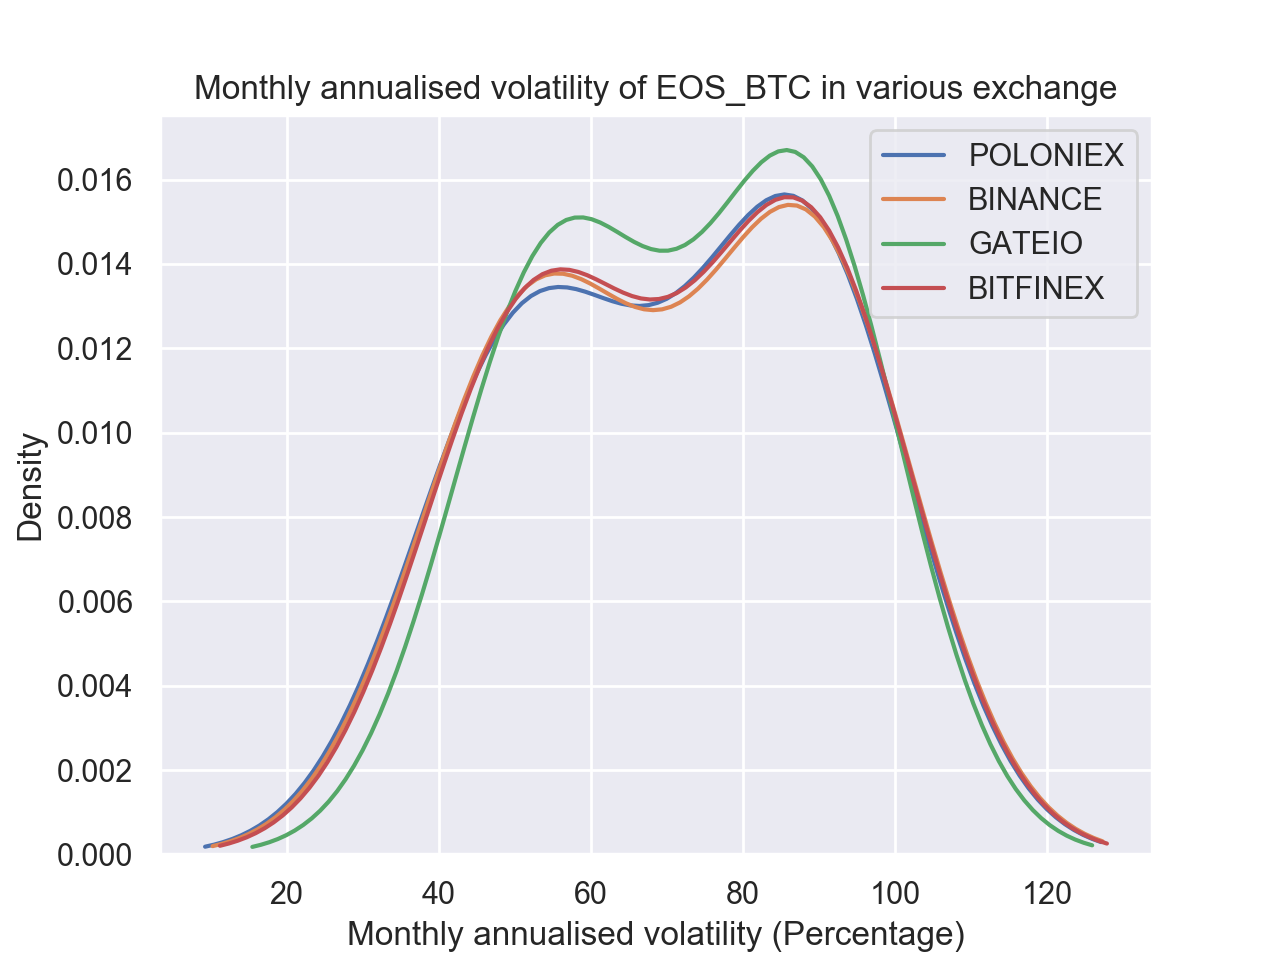 Monthly annualised volatility of EOS_BTC in various exchange
POLONIEX
BINANCE
GATEIO
BITFINEX
0.016
0.014
0.012
0.010
0.008
0.006
0.004
0.002
0.000
Density
20 40 60 80 100 120
Monthly annualised volatility (Percentage)